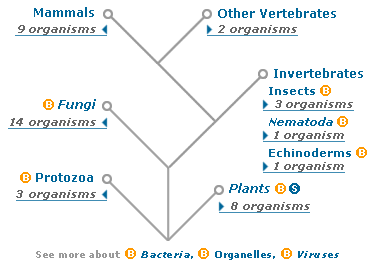 Mammals
9 organisms
Other Vertebrates
2 organisms
Invertebrates
Insects B
3 organisms
Nematoda B
1 organism
Echinoderms B
1 organism
B Fungi
14 organisms
B Protozoa
3 organisms
Plants B S
8 organisms
See more about B Bacteria, B Organelles, B Viruses